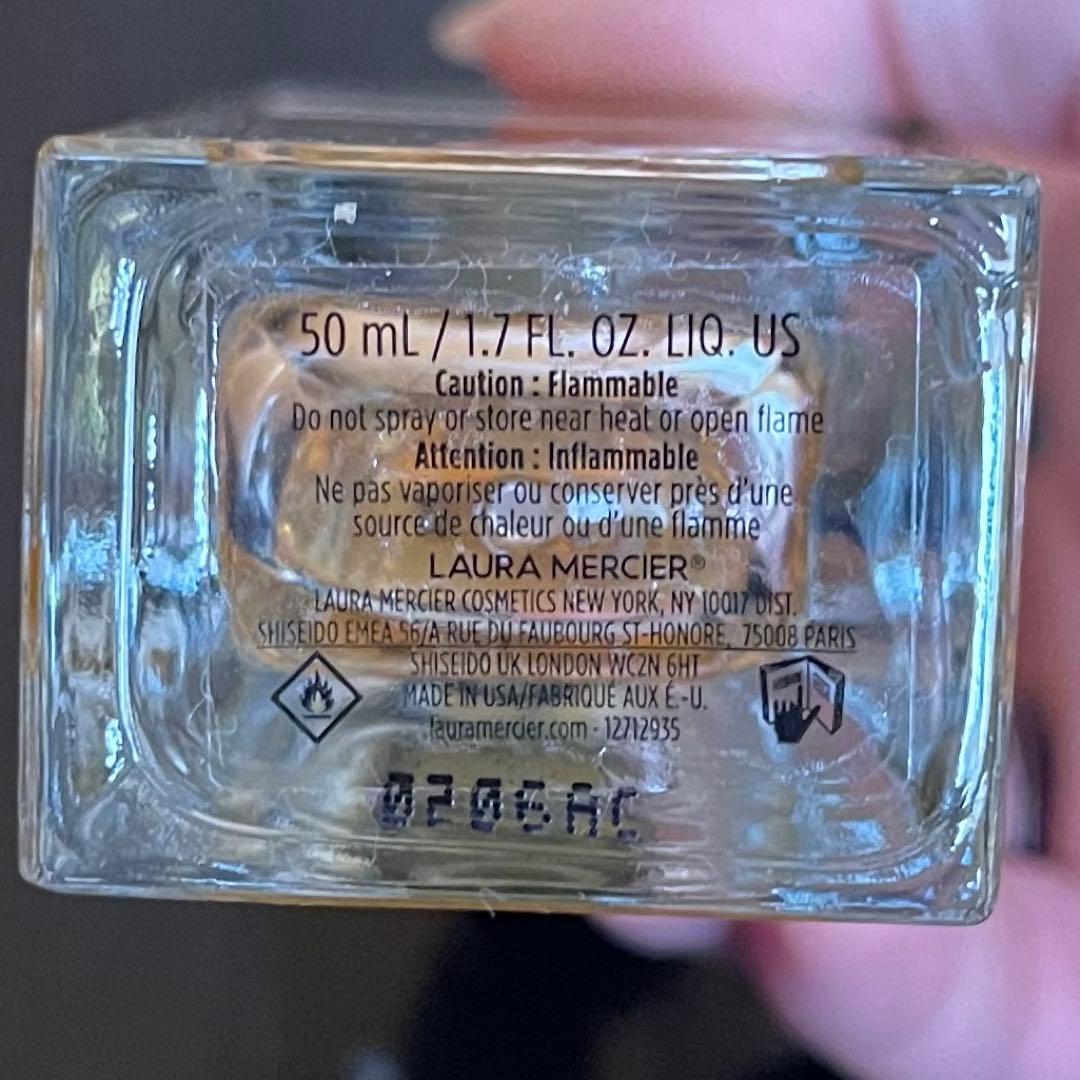 50 mL / 1.7 FL. OZ. LIQ. US
Caution : Flammable
Do not spray or store near heat or open flame
Attention : Inflammable
Ne pas vaporiser ou conserver près d'une
source de chaleur ou d'une flamme
LAURA MERCIER®
LAURA MERCIER COSMETICS NEW YORK, NY 10017 DIST.
SHISEIDO EMEA 56/A RUE DU FAUBOURG ST-HONORE, 75008 PARIS
SHISEIDO UK LONDON WC2N 6HT
MADE IN USA/FABRIQUÉ AUX É.-U.
lauramercier.com - 12712935
0206AC